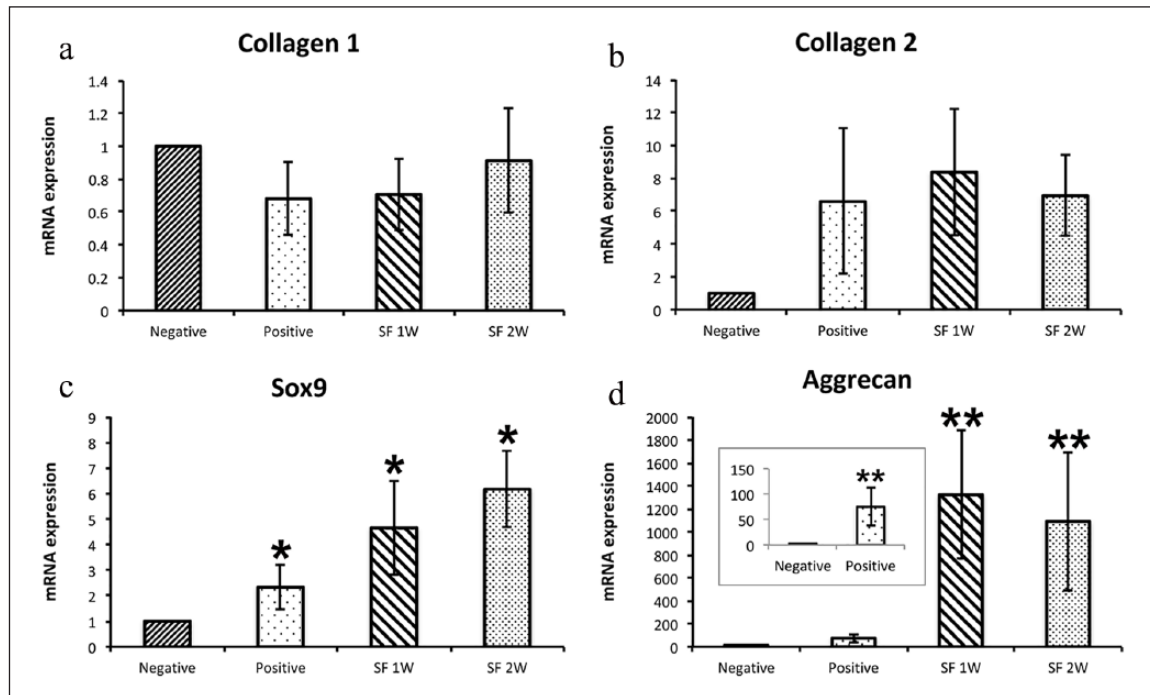 a
Collagen 1
mRNA expression
1.4
1.2
1
0.8
0.6
0.4
0.2
0
Negative Positive SF 1W SF 2W
b
Collagen 2
mRNA expression
14
12
10
8
6
4
2
0
Negative Positive SF 1W SF 2W
c
Sox9
mRNA expression
9
8
7
6
5
4
3
2
1
0
*
*
*
Negative Positive SF 1W SF 2W
d
Aggrecan
mRNA expression
2000
1800
1600
1400
1200
1000
800
600
400
200
0
**
**
150
100
50
0
**
Negative Positive
Negative Positive SF 1W SF 2W